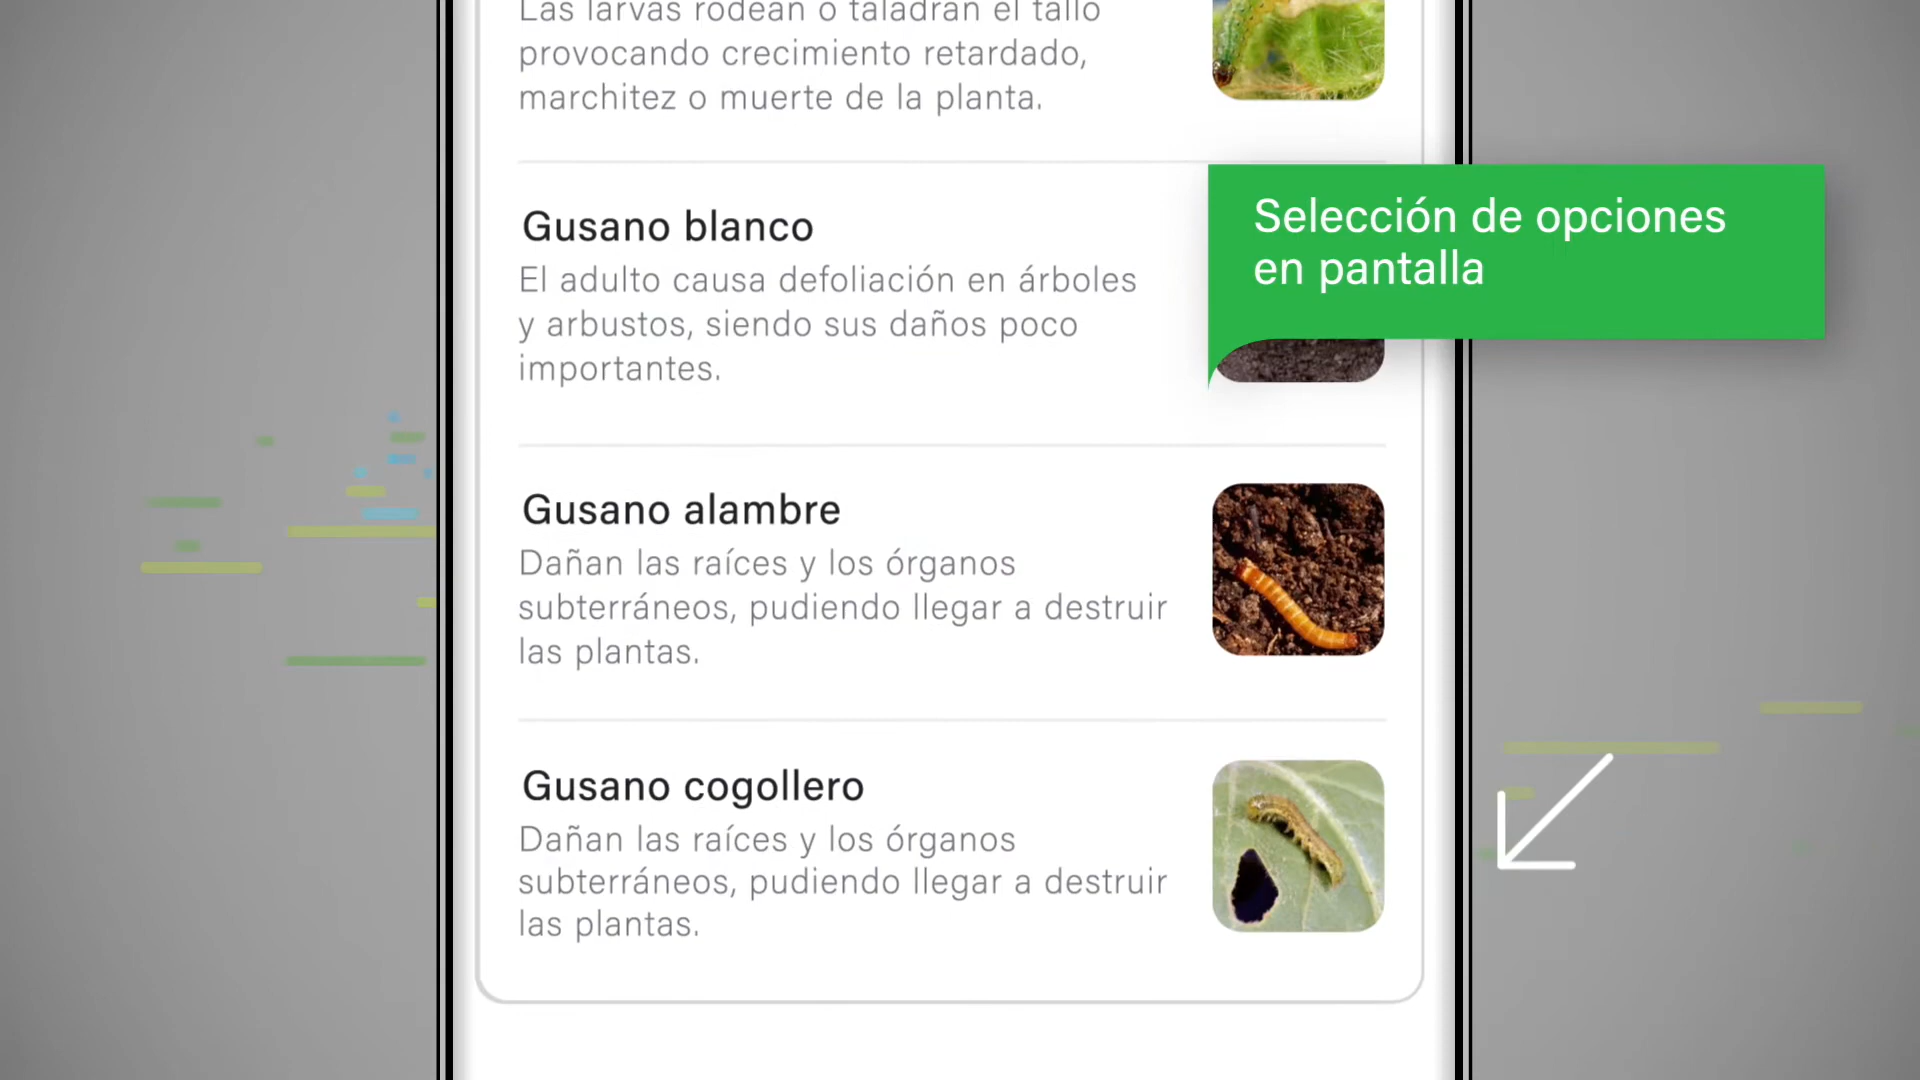 Las larvas rodean o taladran el tallo
provocando crecimiento retardado,
marchitez o muerte de la planta.
Gusano blanco
El adulto causa defoliación en árboles
y arbustos, siendo sus daños poco
importantes.
Selección de opciones
en pantalla
Gusano alambre
Dañan las raíces y los órganos
subterráneos, pudiendo llegar a destruir
las plantas.
Gusano cogollero
Dañan las raíces y los órganos
subterráneos, pudiendo llegar a destruir
las plantas.